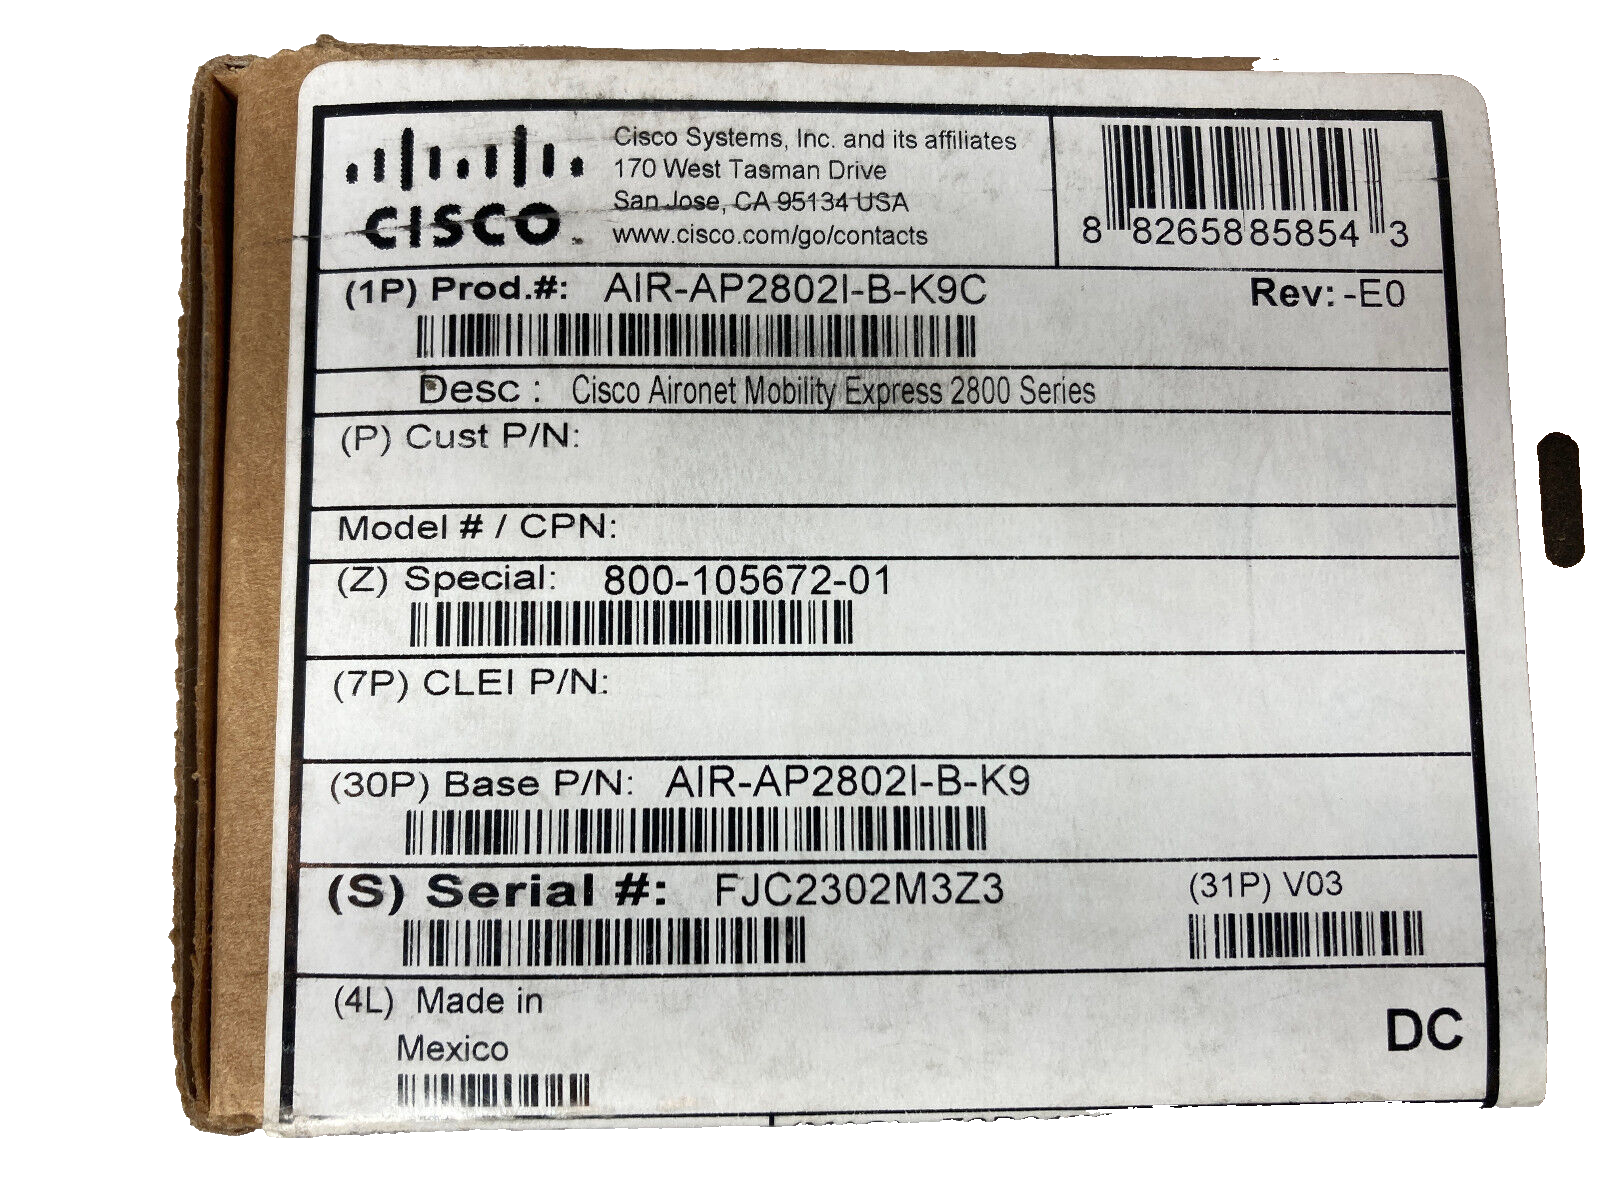 CISCO
Cisco Systems, Inc. and its affiliates
170 West Tasman Drive
San Jose, CA 95134 USA
www.cisco.com/go/contacts
8 8265885854 3
(1P) Prod.#: AIR-AP2802I-B-K9C Rev: -E0
Desc : Cisco Aironet Mobility Express 2800 Series
(P) Cust P/N:
Model # / CPN:
(Z) Special: 800-105672-01
(7P) CLEI P/N:
(30P) Base P/N: AIR-AP2802I-B-K9
(S) Serial #: FJC2302M3Z3 (31P) V03
(4L) Made in
Mexico
DC